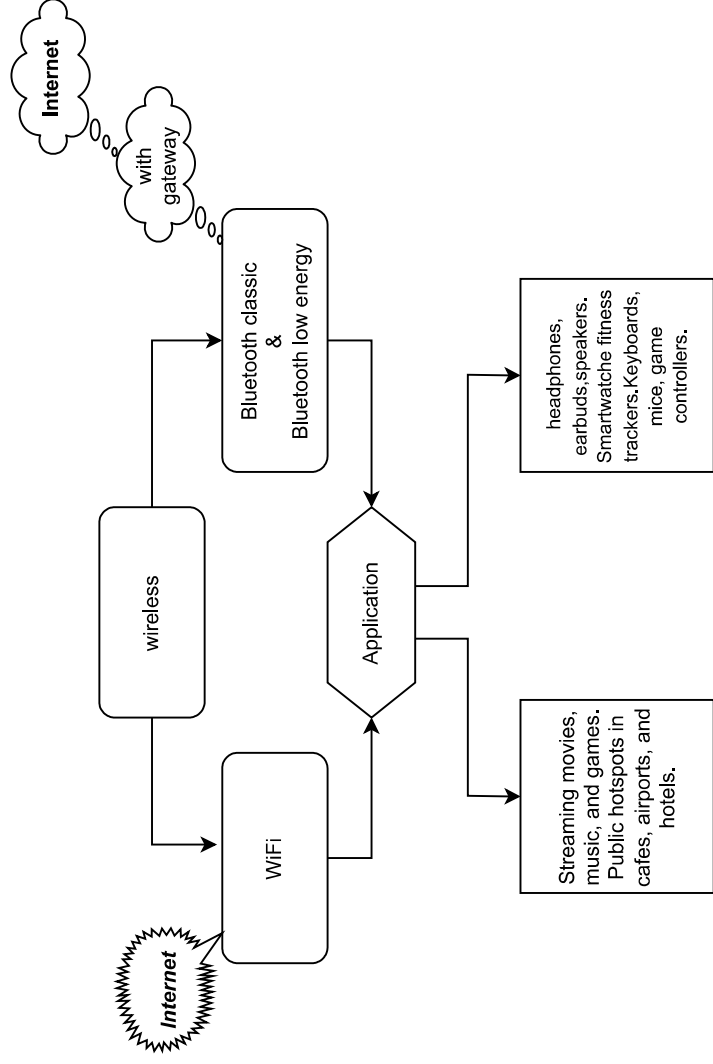 Internet
with
gateway
wireless
Internet
WiFi
Bluetooth classic
&
Bluetooth low energy
Application
Streaming movies,
music, and games.
Public hotspots in
cafes, airports, and
hotels.
headphones,
earbuds,speakers.
Smartwatche fitness
trackers.Keyboards,
mice, game
controllers.